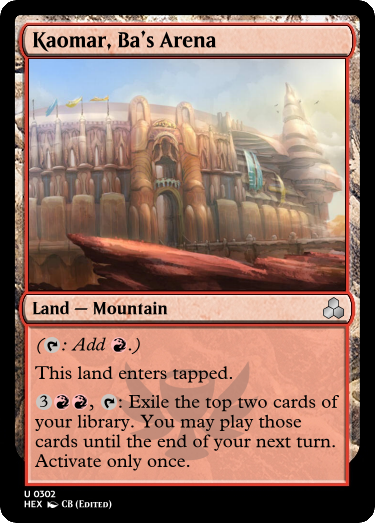 Kaomar, Ba's Arena
Land — Mountain
(T: Add R.)
This land enters tapped.
3RR, T: Exile the top two cards of
your library. You may play those
cards until the end of your next turn.
Activate only once.
U 0302
HEX CB (Edited)